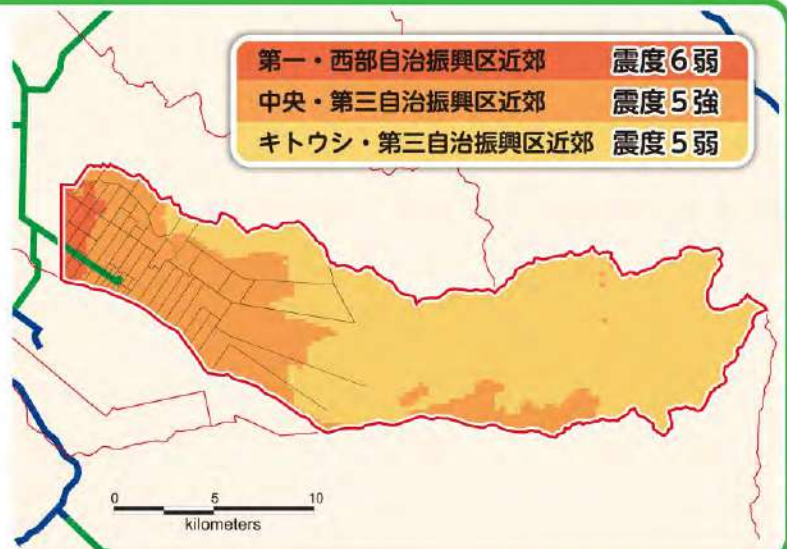 第一・西部自治振興区近郊 震度6弱
中央・第三自治振興区近郊 震度5強
キトウシ・第三自治振興区近郊 震度5弱
0 5 10
kilometers